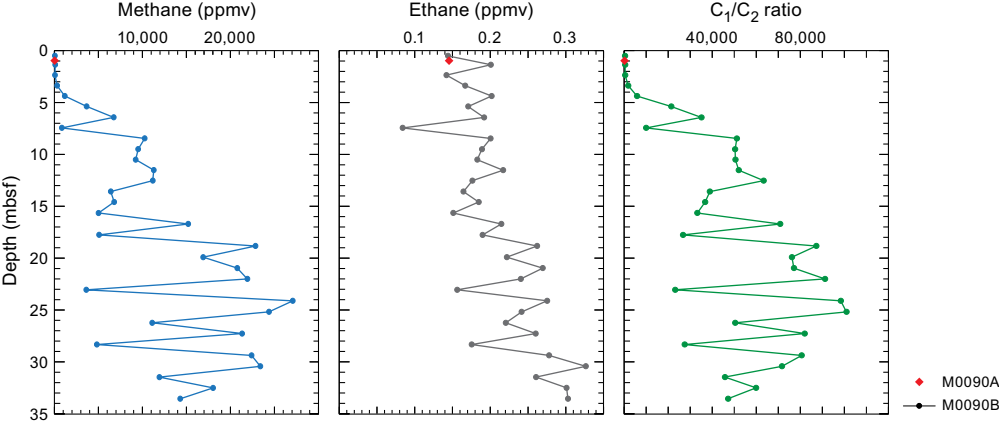 Methane (ppmv) Ethane (ppmv) C₁/C₂ ratio
10,000 20,000 0.1 0.2 0.3 40,000 80,000
Depth (mbsf)
0
5
10
15
20
25
30
35
M0090A
M0090B